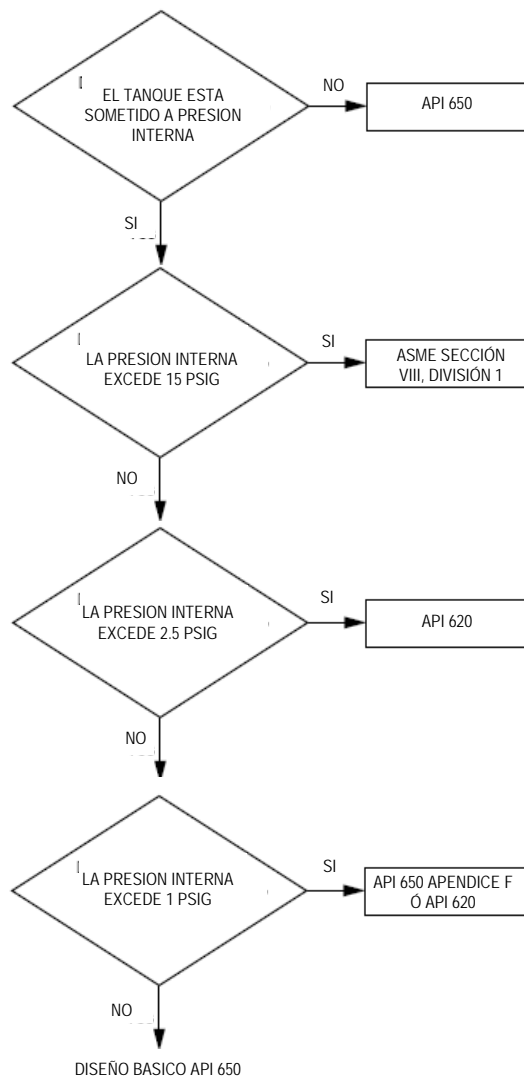 EL TANQUE ESTA
SOMETIDO A PRESION
INTERNA
NO
API 650
SI
LA PRESION INTERNA
EXCEDE 15 PSIG
SI
ASME SECCIÓN
VIII, DIVISIÓN 1
NO
LA PRESION INTERNA
EXCEDE 2.5 PSIG
SI
API 620
NO
LA PRESION INTERNA
EXCEDE 1 PSIG
SI
API 650 APENDICE F
Ó API 620
NO
DISEÑO BASICO API 650